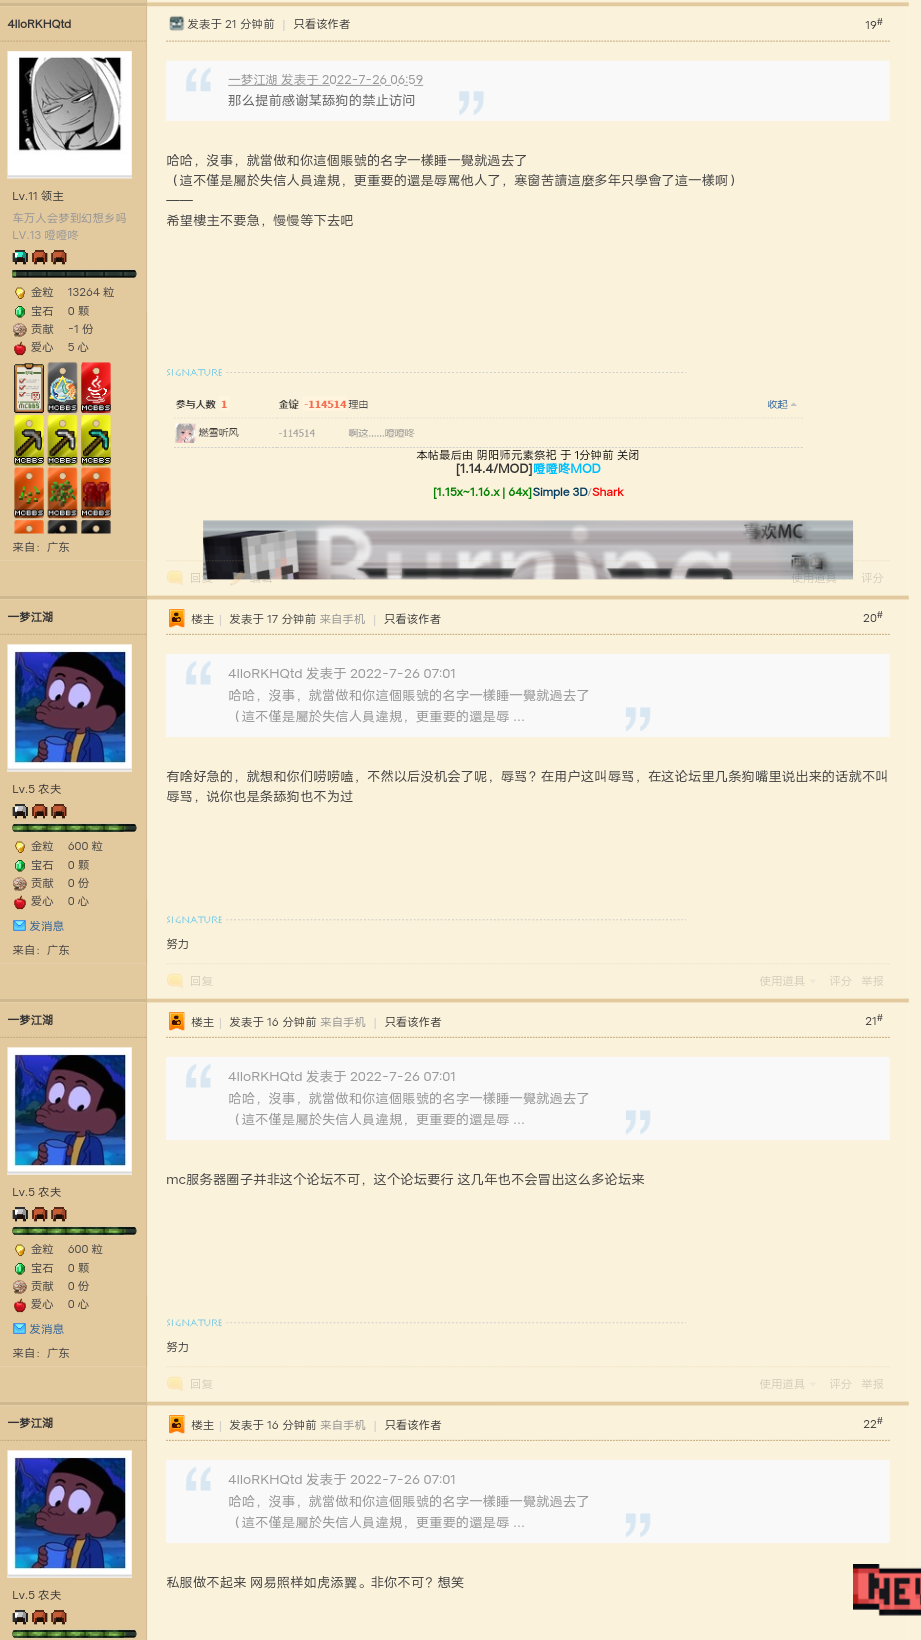 4lloRKHQtd
发表于 21 分钟前 | 只看该作者
19#
一梦江湖 发表于 2022-7-26 06:59
那么提前感谢某舔狗的禁止访问
哈哈，沒事，就當做和你這個賬號的名字一樣睡一覺就過去了
（這不僅是屬於失信人員違規，更重要的還是辱罵他人了，寒窗苦讀這麼多年只學會了這一樣啊）
——
希望樓主不要急，慢慢等下去吧
Lv.11 领主
车万人会梦到幻想乡吗
LV.13 噔噔咚
金粒 13264 粒
宝石 0 颗
贡献 -1 份
爱心 5 心
MCBBS
MCBBS
MCBBS
MCBBS
MCBBS
MCBBS
MCBBS
MCBBS
MCBBS
来自：广东
SIGNATURE
参与人数 1 金锭 -114514 理由 收起
燃雪听风 -114514 啊这......噔噔咚
本帖最后由 阴阳师元素祭祀 于 1分钟前 关闭
[1.14.4/MOD]噔噔咚MOD
[1.15x~1.16.x | 64x]Simple 3D/Shark
Burning
喜欢MC
回复
使用道具 评分
一梦江湖
楼主 | 发表于 17 分钟前 来自手机 | 只看该作者
20#
4lloRKHQtd 发表于 2022-7-26 07:01
哈哈，沒事，就當做和你這個賬號的名字一樣睡一覺就過去了
（這不僅是屬於失信人員違規，更重要的還是辱 ...
有啥好急的，就想和你们唠唠嗑，不然以后没机会了呢，辱骂？在用户这叫辱骂，在这论坛里几条狗嘴里说出来的话就不叫
辱骂，说你也是条舔狗也不为过
Lv.5 农夫
金粒 600 粒
宝石 0 颗
贡献 0 份
爱心 0 心
发消息
来自：广东
SIGNATURE
努力
回复
使用道具 评分 举报
一梦江湖
楼主 | 发表于 16 分钟前 来自手机 | 只看该作者
21#
4lloRKHQtd 发表于 2022-7-26 07:01
哈哈，沒事，就當做和你這個賬號的名字一樣睡一覺就過去了
（這不僅是屬於失信人員違規，更重要的還是辱 ...
mc服务器圈子并非这个论坛不可，这个论坛要行 这几年也不会冒出这么多论坛来
Lv.5 农夫
金粒 600 粒
宝石 0 颗
贡献 0 份
爱心 0 心
发消息
来自：广东
SIGNATURE
努力
回复
使用道具 评分 举报
一梦江湖
楼主 | 发表于 16 分钟前 来自手机 | 只看该作者
22#
4lloRKHQtd 发表于 2022-7-26 07:01
哈哈，沒事，就當做和你這個賬號的名字一樣睡一覺就過去了
（這不僅是屬於失信人員違規，更重要的還是辱 ...
私服做不起来 网易照样如虎添翼。非你不可？想笑
NEW
Lv.5 农夫